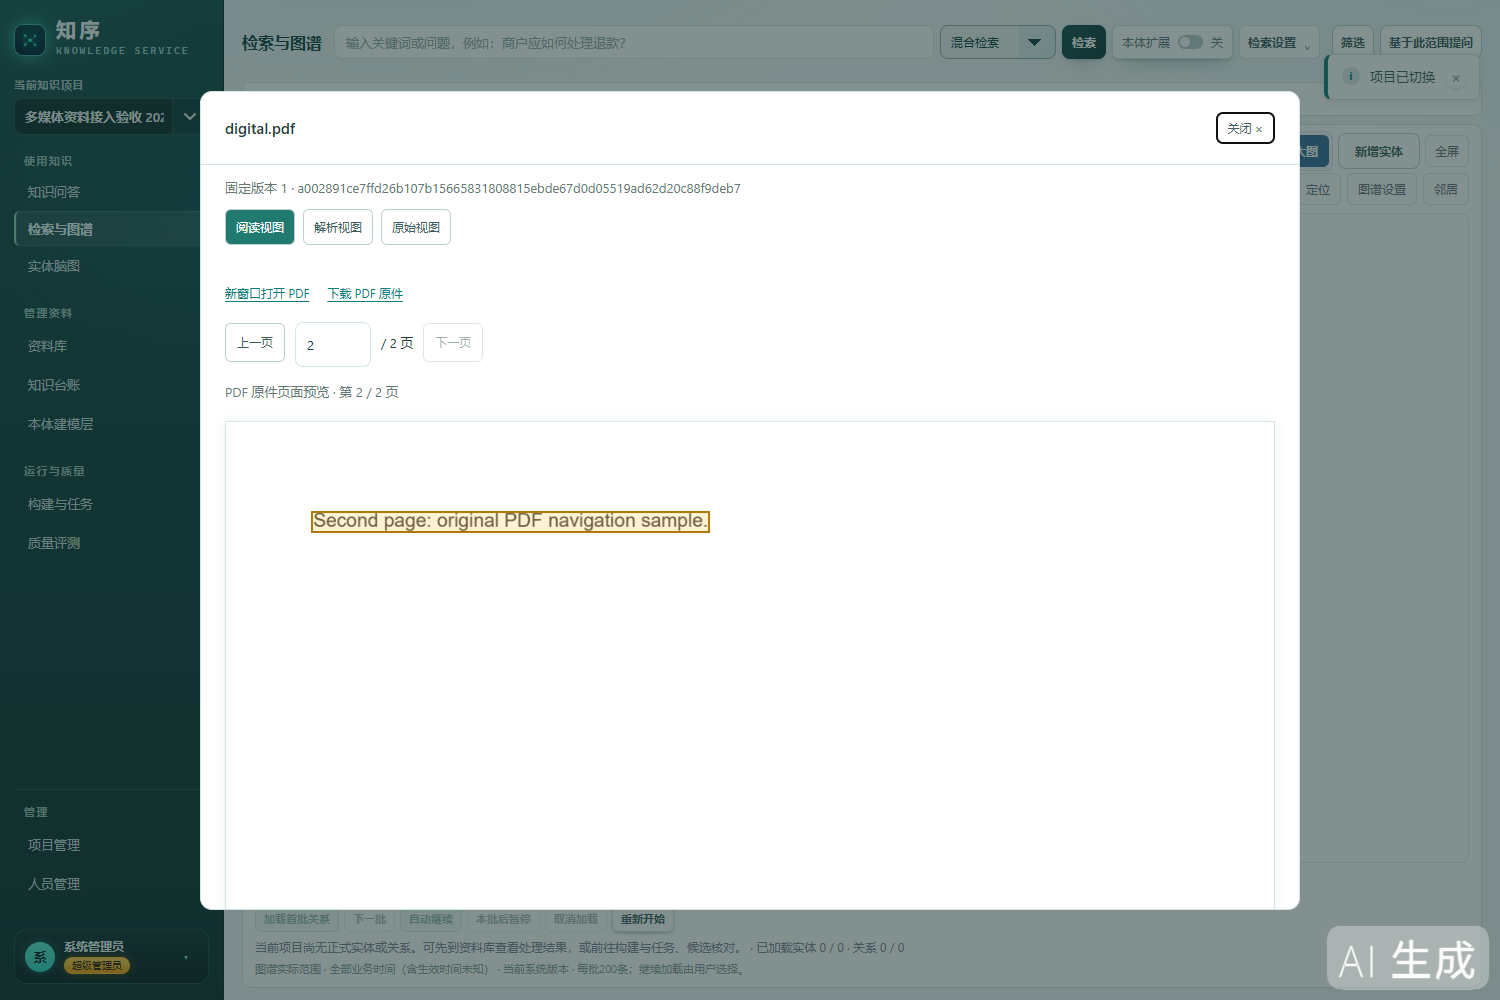 知序
KNOWLEDGE SERVICE
当前知识项目
多媒体资料接入验收 202
使用知识
知识问答
检索与图谱
实体脑图
管理资料
资料库
知识台账
本体建模层
运行与质量
构建与任务
质量评测
管理
项目管理
人员管理
系
系统管理员
超级管理员
检索与图谱
输入关键词或问题，例如：商户应如何处理退款？
混合检索
检索
本体扩展
关
检索设置
筛选
基于此范围提问
i 项目已切换 ×
大图
新增实体
全屏
定位
图谱设置
邻居
digital.pdf
关闭 ×
固定版本 1 · a002891ce7ffd26b107b15665831808815ebde67d0d05519ad62d20c88f9deb7
阅读视图
解析视图
原始视图
新窗口打开 PDF
下载 PDF 原件
上一页
2
/ 2 页
下一页
PDF 原件页面预览 · 第 2 / 2 页
Second page: original PDF navigation sample.
加载首批关系
下一批
自动继续
本批后暂停
取消加载
重新开始
当前项目尚无正式实体或关系。可先到资料库查看处理结果，或前往构建与任务、候选核对。 · 已加载实体 0 / 0 · 关系 0 / 0
图谱实际范围 · 全部业务时间（含生效时间未知） · 当前系统版本 · 每批200条；继续加载由用户选择。
AI 生成